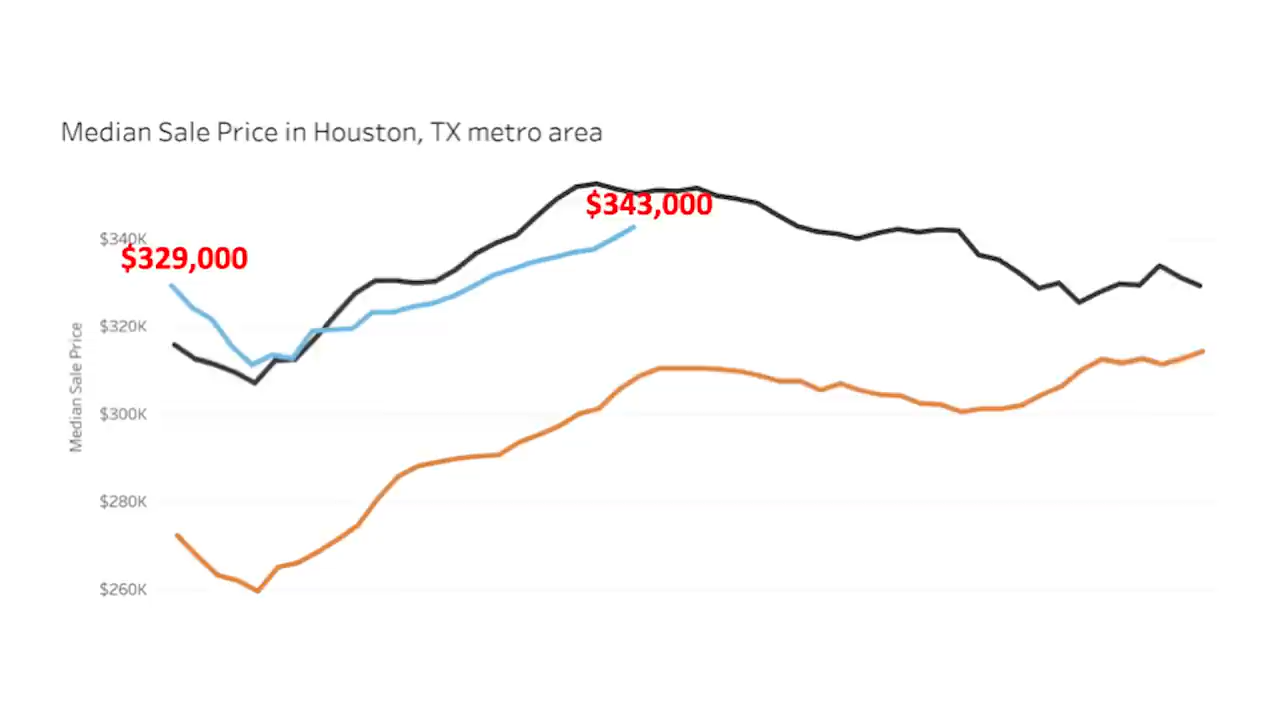 Median Sale Price in Houston, TX metro area
$343,000
$340K
$329,000
$320K
Median Sale Price
$300K
$280K
$260K